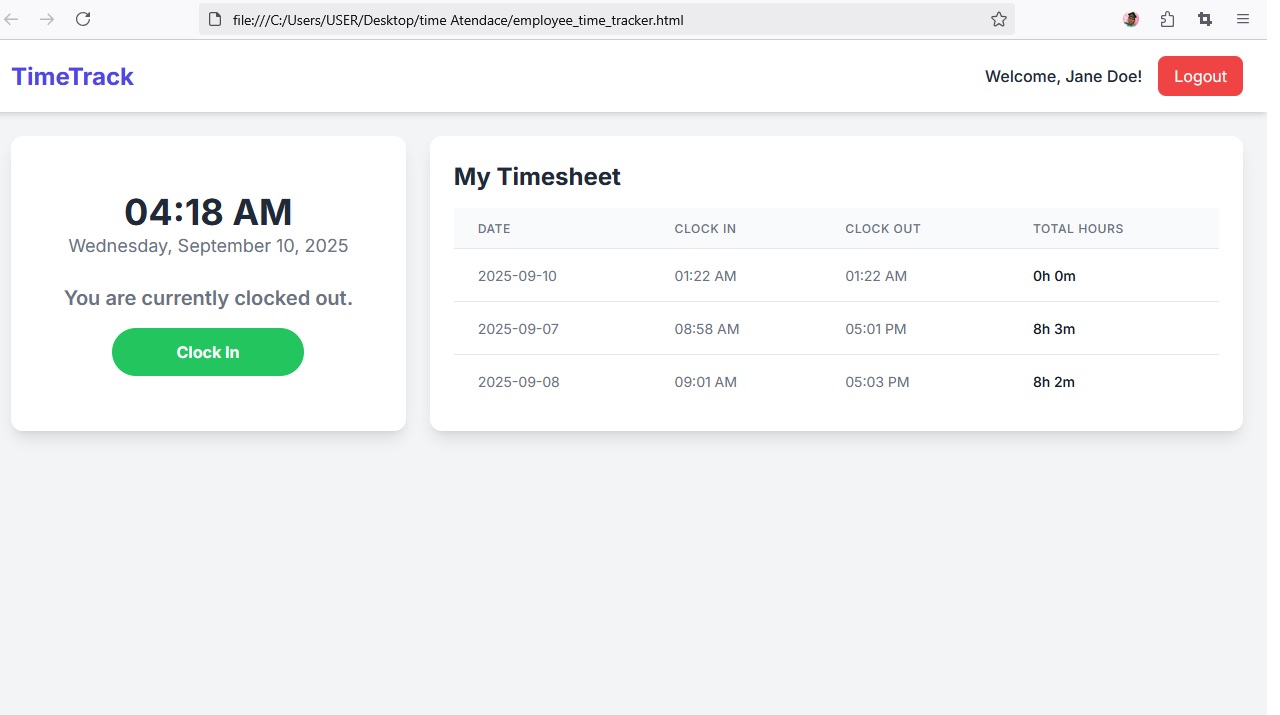 file:///C:/Users/USER/Desktop/time Atendace/employee_time_tracker.html
TimeTrack
Welcome, Jane Doe!
Logout
04:18 AM
Wednesday, September 10, 2025
You are currently clocked out.
Clock In
My Timesheet
DATE CLOCK IN CLOCK OUT TOTAL HOURS
2025-09-10 01:22 AM 01:22 AM 0h 0m
2025-09-07 08:58 AM 05:01 PM 8h 3m
2025-09-08 09:01 AM 05:03 PM 8h 2m